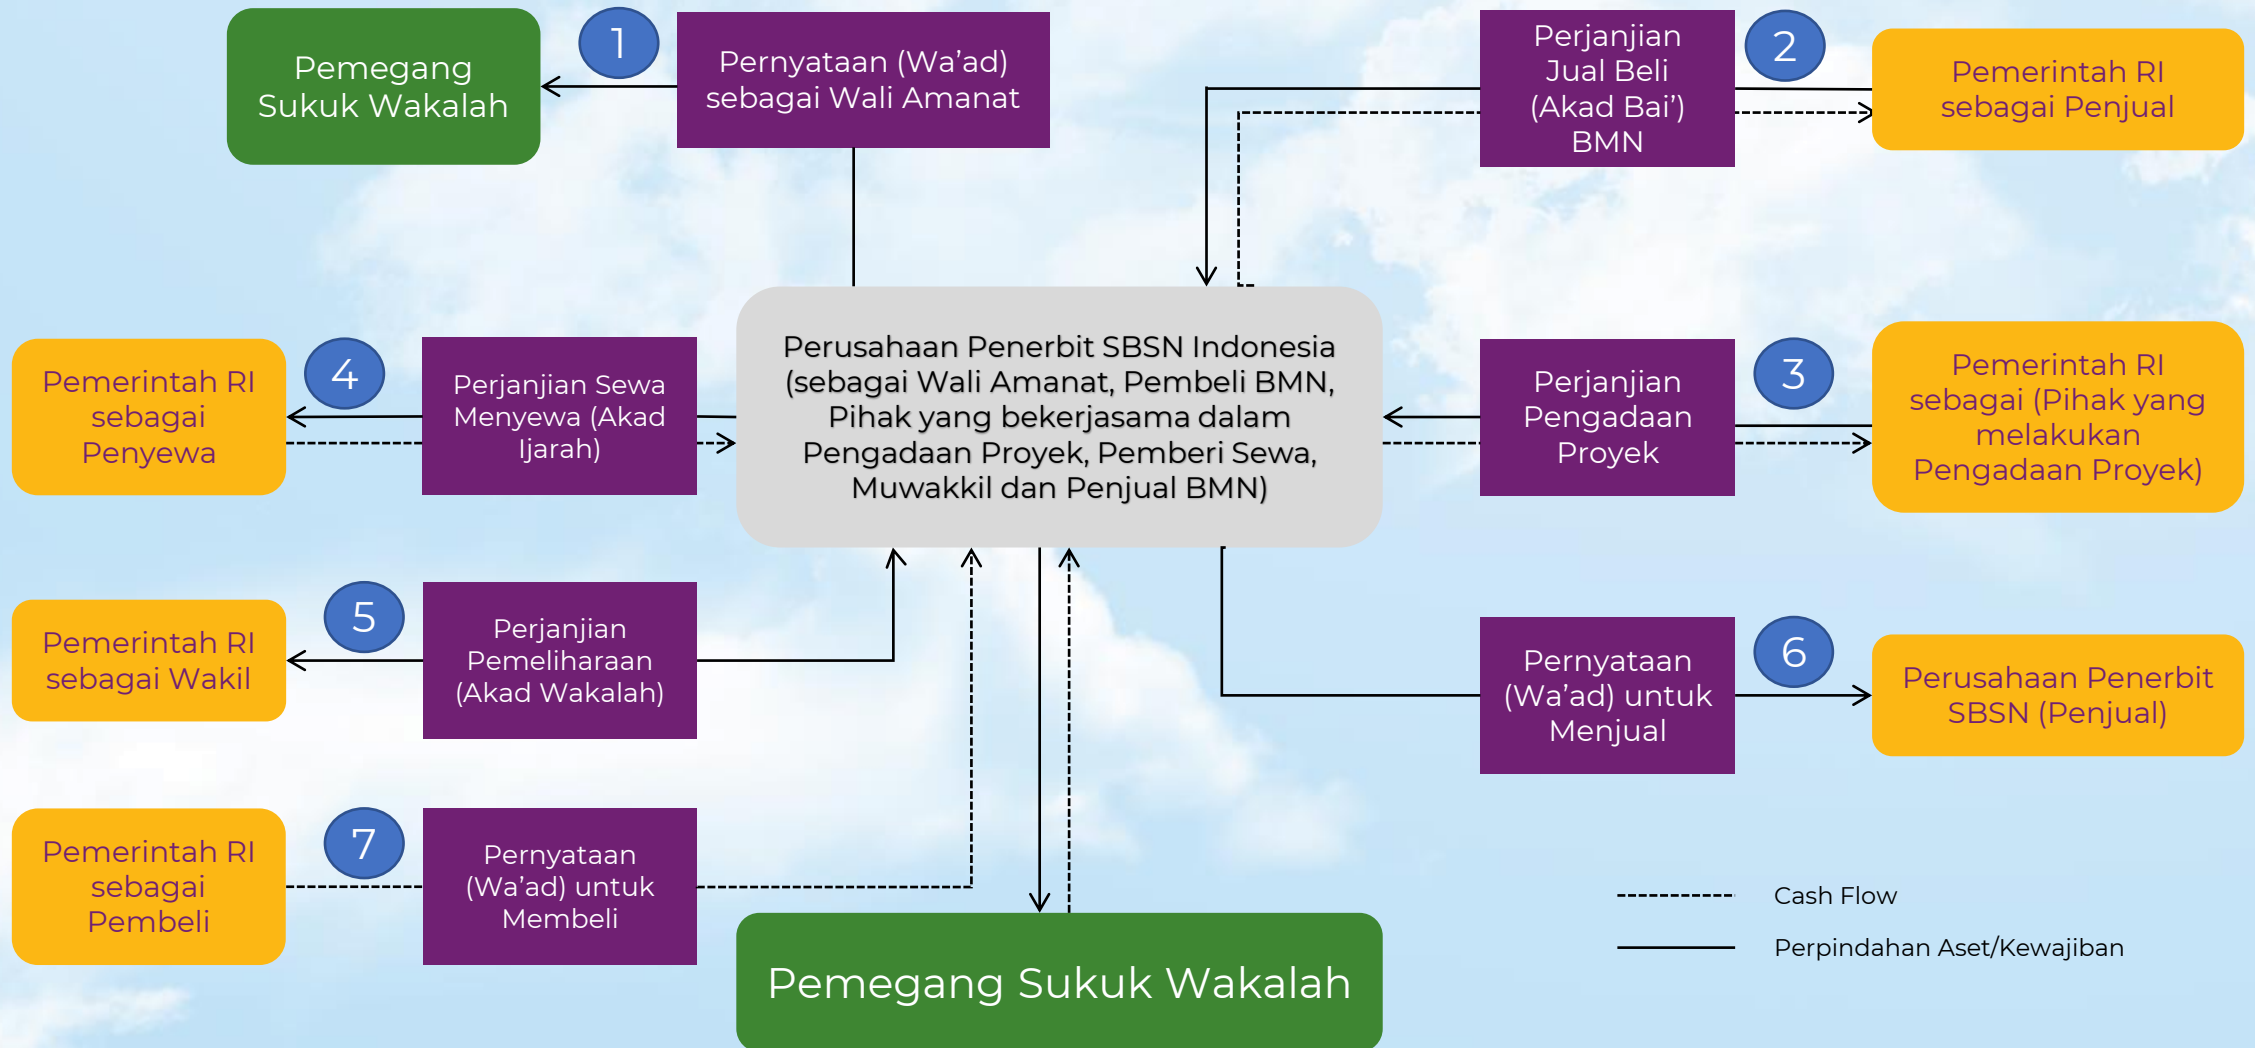 Pemegang
Sukuk Wakalah
1
Pernyataan (Wa’ad)
sebagai Wali Amanat
Perjanjian
Jual Beli
(Akad Bai’)
BMN
2
Pemerintah RI
sebagai Penjual
Pemerintah RI
sebagai
Penyewa
4
Perjanjian Sewa
Menyewa (Akad
Ijarah)
Perusahaan Penerbit SBSN Indonesia
(sebagai Wali Amanat, Pembeli BMN,
Pihak yang bekerjasama dalam
Pengadaan Proyek, Pemberi Sewa,
Muwakkil dan Penjual BMN)
Perjanjian
Pengadaan
Proyek
3
Pemerintah RI
sebagai (Pihak yang
melakukan
Pengadaan Proyek)
Pemerintah RI
sebagai Wakil
5
Perjanjian
Pemeliharaan
(Akad Wakalah)
Pernyataan
(Wa’ad) untuk
Menjual
6
Perusahaan Penerbit
SBSN (Penjual)
Pemerintah RI
sebagai
Pembeli
7
Pernyataan
(Wa’ad) untuk
Membeli
Pemegang Sukuk Wakalah
Cash Flow
Perpindahan Aset/Kewajiban